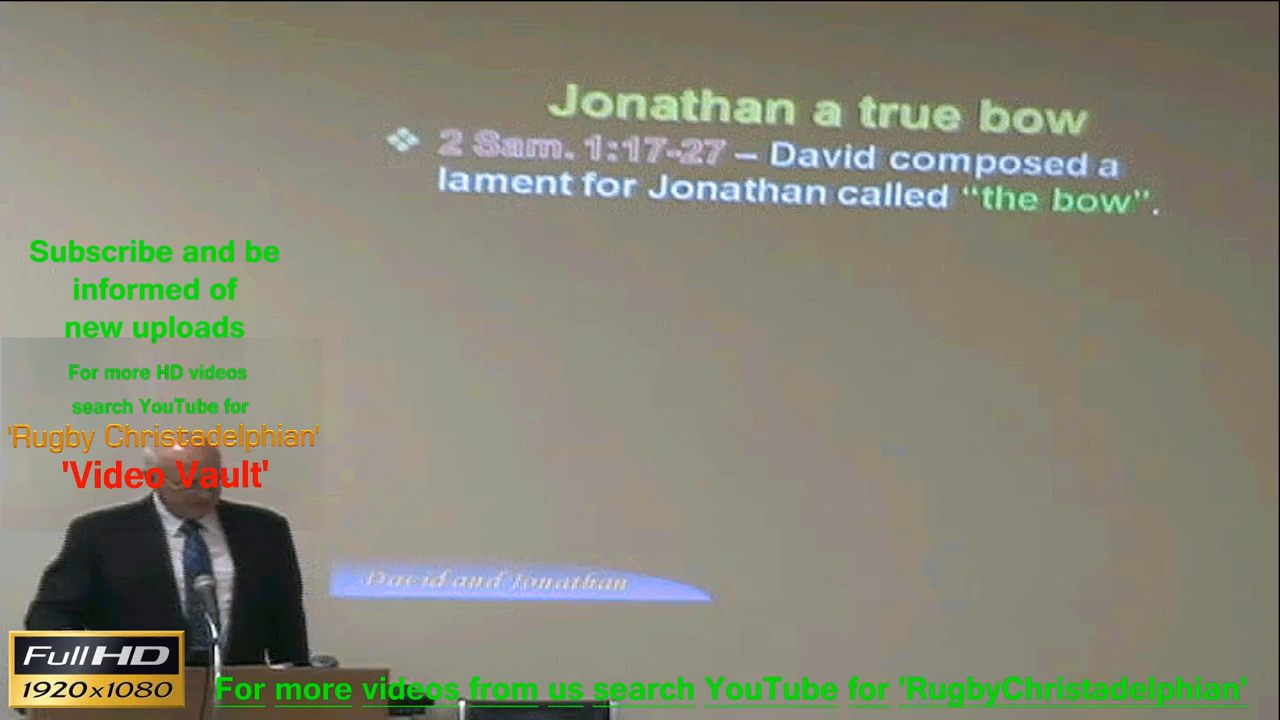 Jonathan a true bow
2 Sam. 1:17-27 – David composed a
lament for Jonathan called “the bow”.
Subscribe and be
informed of
new uploads
For more HD videos
search YouTube for
'Rugby Christadelphian'
'Video Vault'
David and Jonathan
Full HD
1920x1080
For more videos from us search YouTube for 'RugbyChristadelphian'